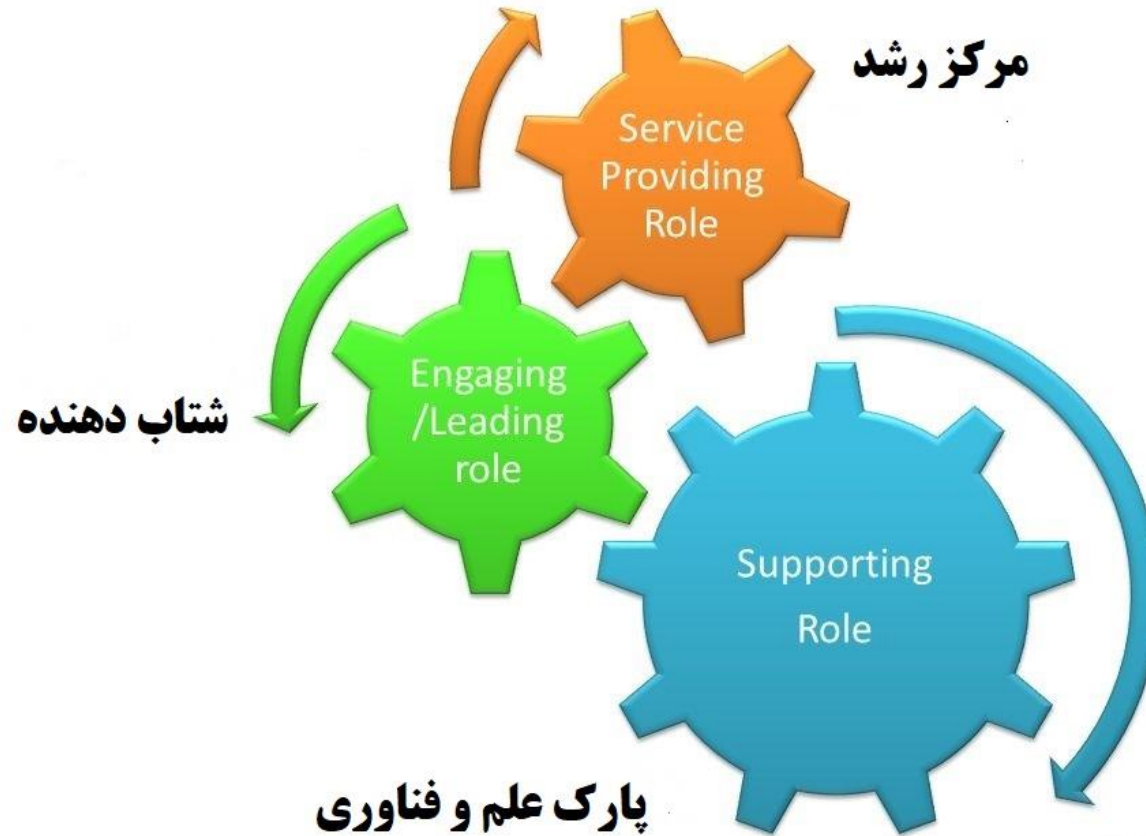 مرکز رشد
Service
Providing
Role
شتاب دهنده
Engaging
/Leading
role
Supporting
Role
پارک علم و فناوری